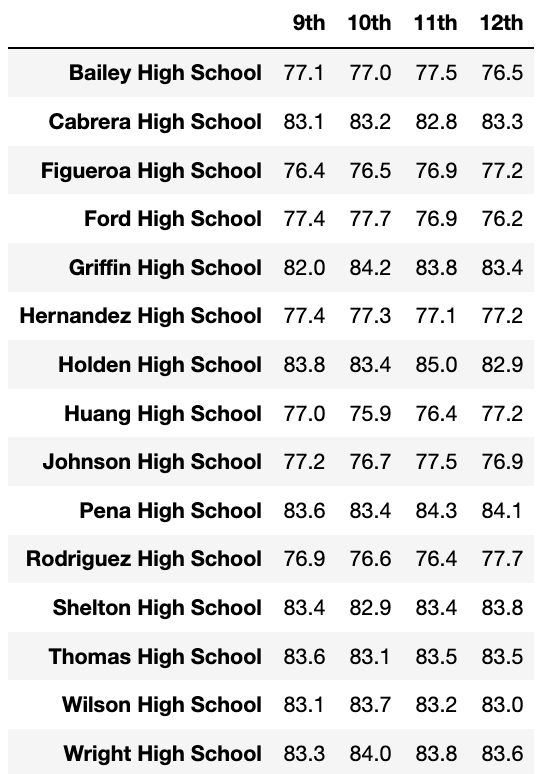 9th 10th 11th 12th
Bailey High School 77.1 77.0 77.5 76.5
Cabrera High School 83.1 83.2 82.8 83.3
Figueroa High School 76.4 76.5 76.9 77.2
Ford High School 77.4 77.7 76.9 76.2
Griffin High School 82.0 84.2 83.8 83.4
Hernandez High School 77.4 77.3 77.1 77.2
Holden High School 83.8 83.4 85.0 82.9
Huang High School 77.0 75.9 76.4 77.2
Johnson High School 77.2 76.7 77.5 76.9
Pena High School 83.6 83.4 84.3 84.1
Rodriguez High School 76.9 76.6 76.4 77.7
Shelton High School 83.4 82.9 83.4 83.8
Thomas High School 83.6 83.1 83.5 83.5
Wilson High School 83.1 83.7 83.2 83.0
Wright High School 83.3 84.0 83.8 83.6